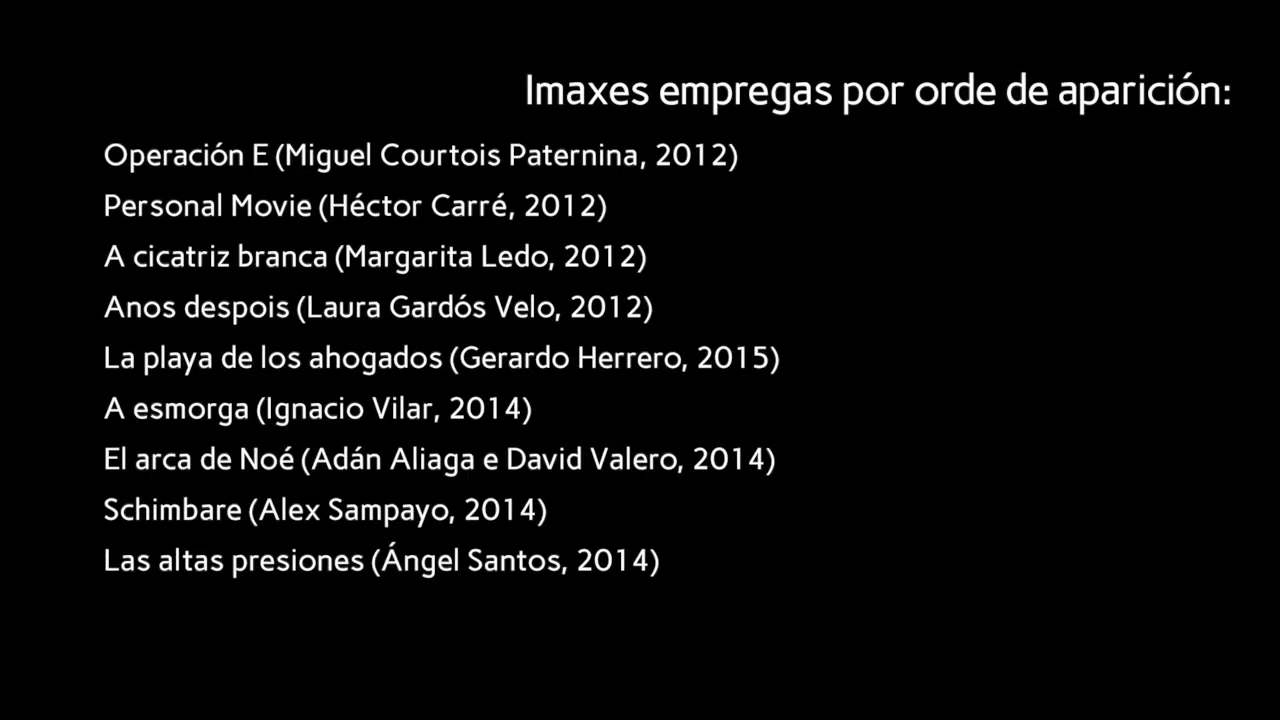 Imaxes empregas por orde de aparición:
Operación E (Miguel Courtois Paternina, 2012)
Personal Movie (Héctor Carré, 2012)
A cicatriz branca (Margarita Ledo, 2012)
Anos despois (Laura Gardós Velo, 2012)
La playa de los ahogados (Gerardo Herrero, 2015)
A esmorga (Ignacio Vilar, 2014)
El arca de Noé (Adán Aliaga e David Valero, 2014)
Schimbare (Alex Sampayo, 2014)
Las altas presiones (Ángel Santos, 2014)